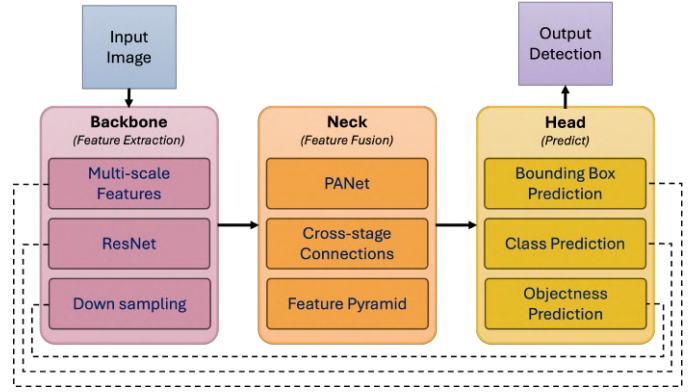 Input
Image
Output
Detection
Backbone
(Feature Extraction)
Multi-scale
Features
ResNet
Down sampling
Neck
(Feature Fusion)
PANet
Cross-stage
Connections
Feature Pyramid
Head
(Predict)
Bounding Box
Prediction
Class Prediction
Objectness
Prediction